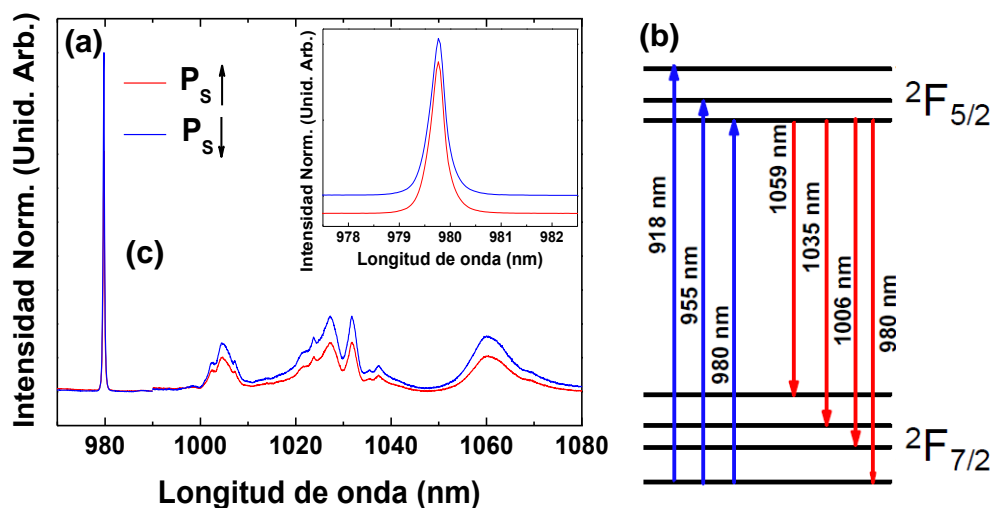 (a)
P_S ↑
P_S ↓
(c)
Intensidad Norm. (Unid. Arb.)
980 1000 1020 1040 1060 1080
Longitud de onda (nm)
Intensidad Norm. (Unid. Arb.)
978 979 980 981 982
Longitud de onda (nm)
(b)
²F₅/₂
918 nm
955 nm
980 nm
1059 nm
1035 nm
1006 nm
980 nm
²F₇/₂